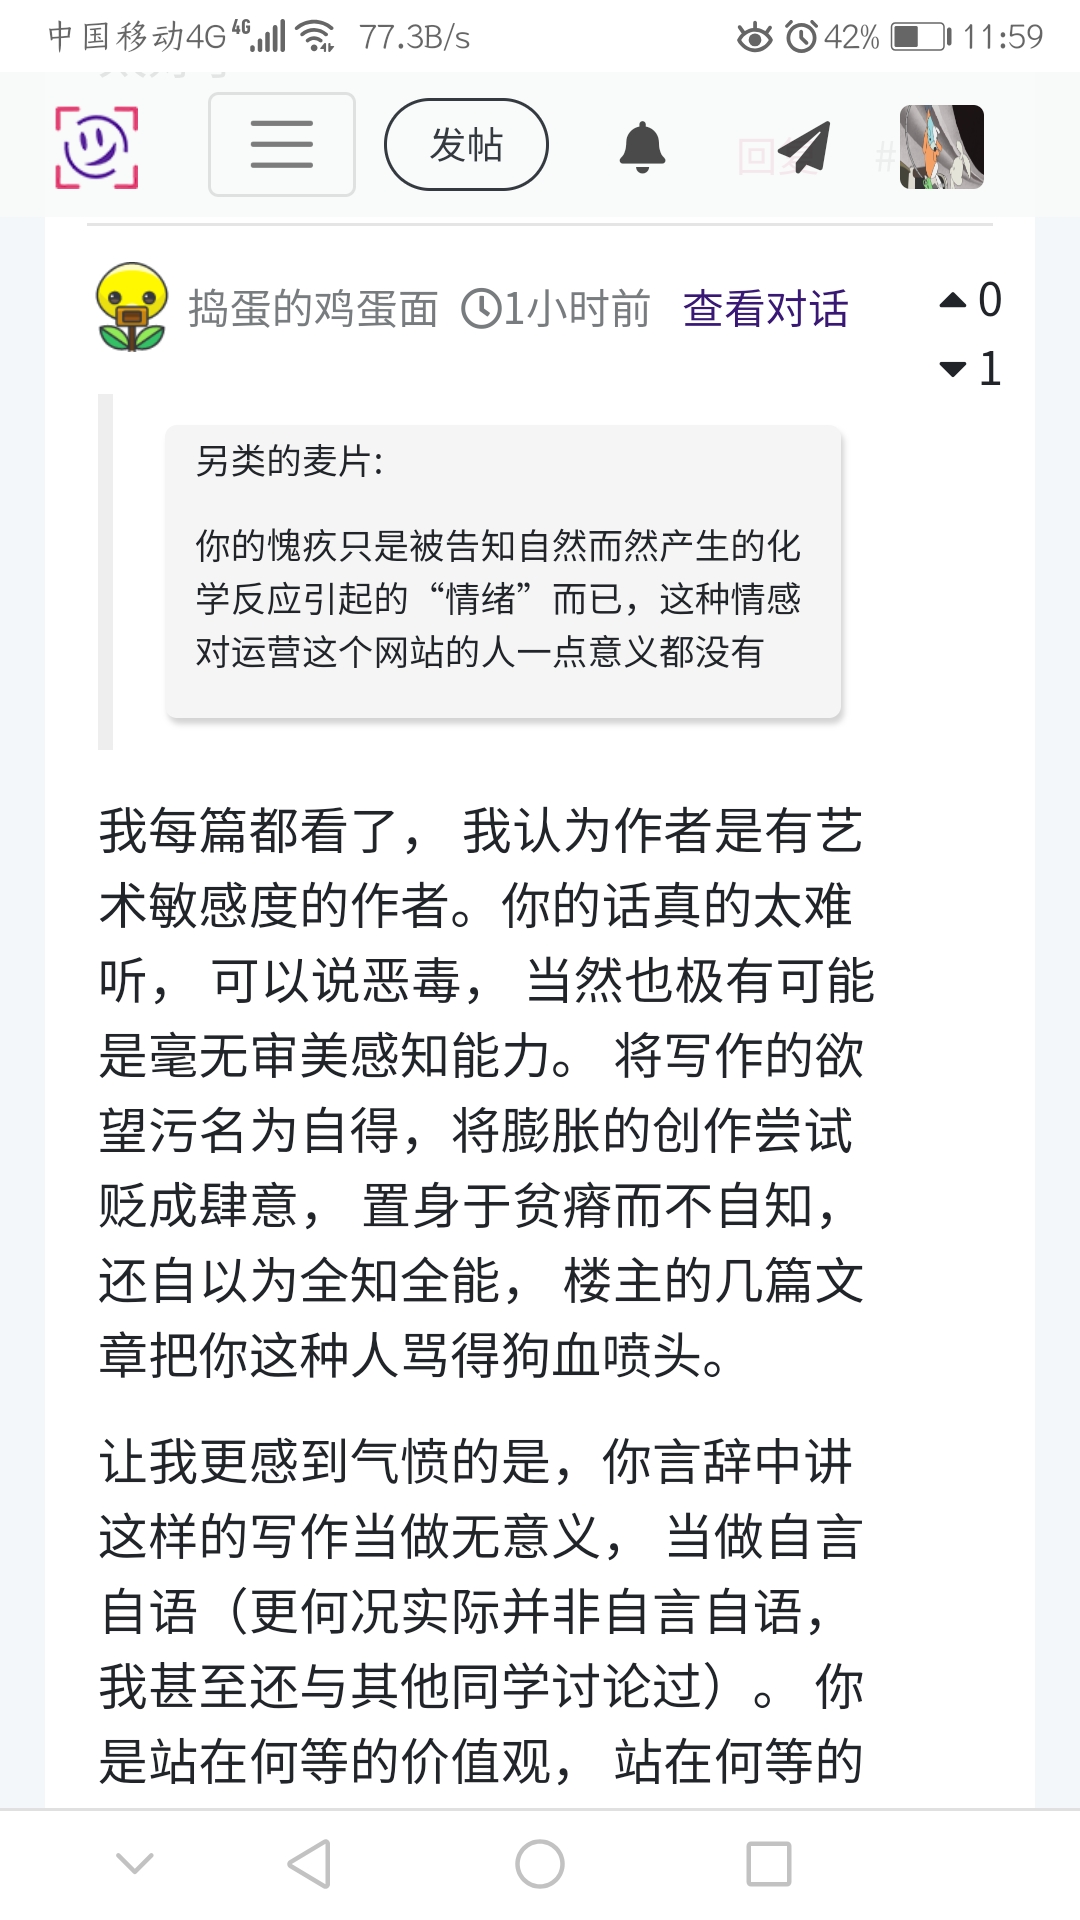 中国移动4G 4G 77.3B/s 42% 11:59
发帖
回复 #
捣蛋的鸡蛋面 1小时前 查看对话
0
1
另类的麦片:
你的愧疚只是被告知自然而然产生的化
学反应引起的“情绪”而已，这种情感
对运营这个网站的人一点意义都没有
我每篇都看了， 我认为作者是有艺
术敏感度的作者。你的话真的太难
听， 可以说恶毒， 当然也极有可能
是毫无审美感知能力。 将写作的欲
望污名为自得，将膨胀的创作尝试
贬成肆意， 置身于贫瘠而不自知，
还自以为全知全能， 楼主的几篇文
章把你这种人骂得狗血喷头。
让我更感到气愤的是，你言辞中讲
这样的写作当做无意义， 当做自言
自语（更何况实际并非自言自语，
我甚至还与其他同学讨论过）。 你
是站在何等的价值观， 站在何等的